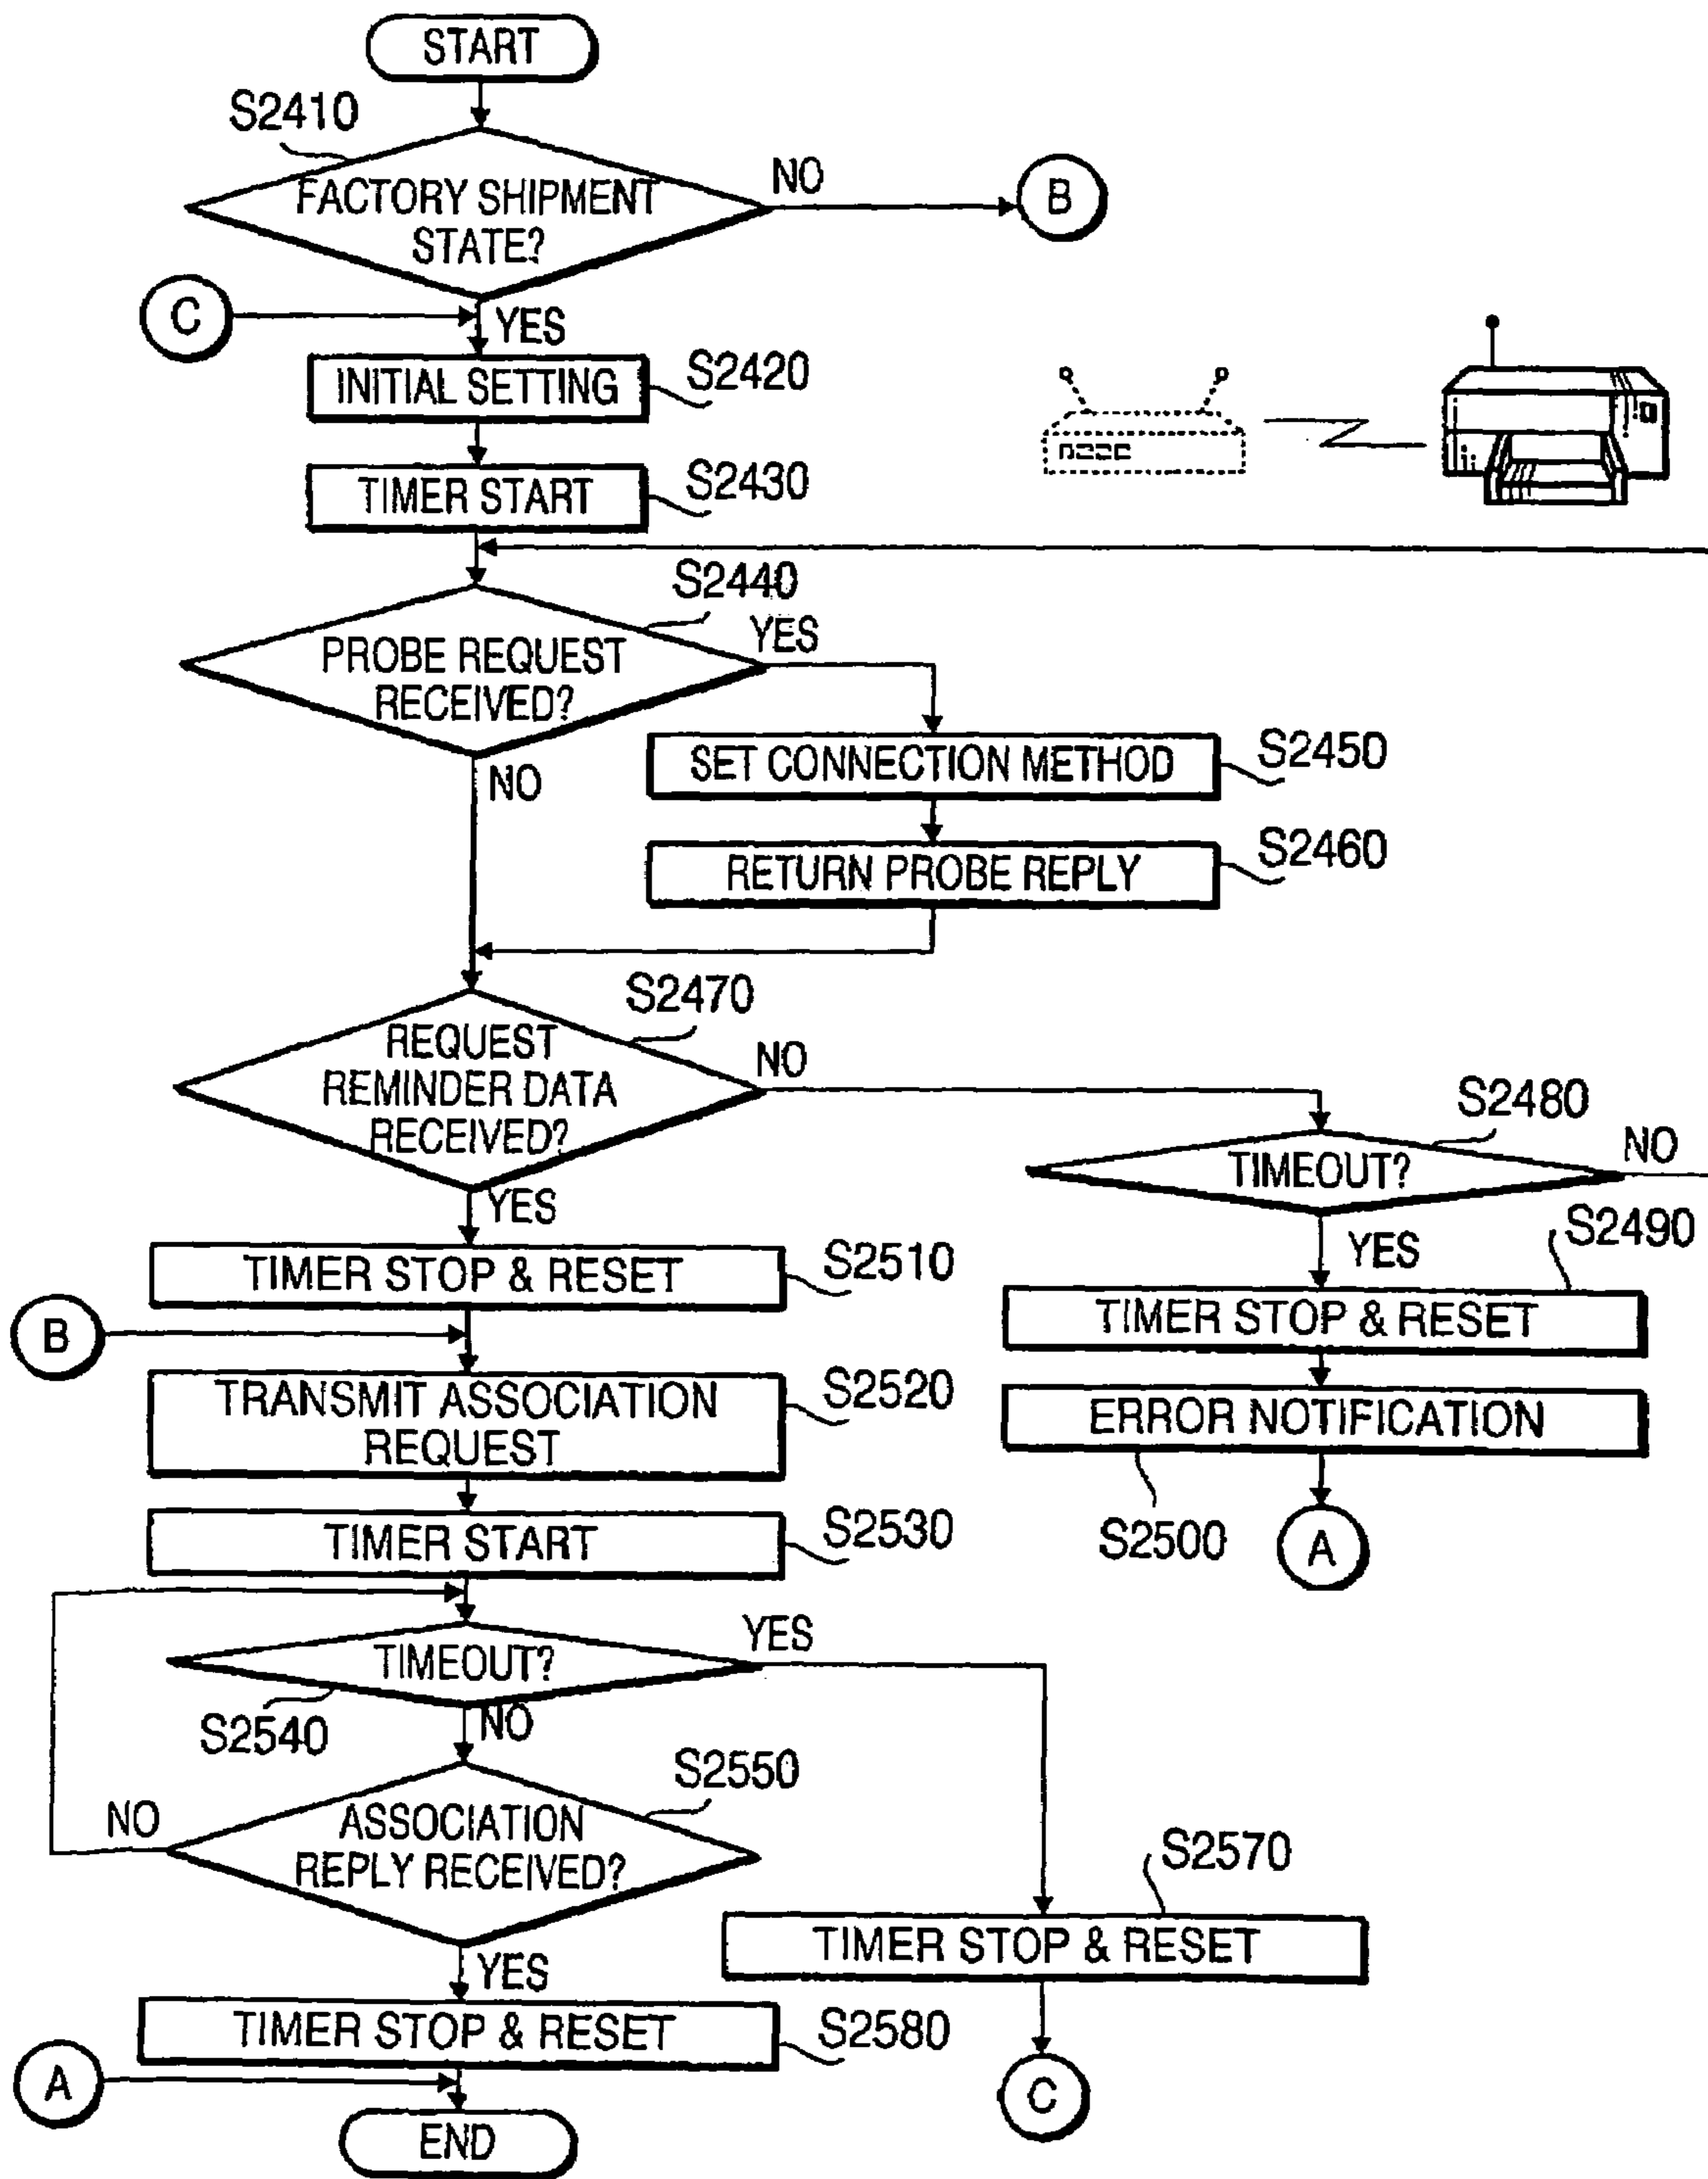 START
S2410
FACTORY SHIPMENT
STATE?
NO
B
C
YES
INITIAL SETTING
S2420
TIMER START
S2430
S2440
PROBE REQUEST
RECEIVED?
YES
NO
SET CONNECTION METHOD
S2450
RETURN PROBE REPLY
S2460
S2470
REQUEST
REMINDER DATA
RECEIVED?
NO
YES
S2480
TIMEOUT?
NO
YES
S2490
TIMER STOP & RESET
ERROR NOTIFICATION
S2500
A
TIMER STOP & RESET
S2510
B
TRANSMIT ASSOCIATION
REQUEST
S2520
TIMER START
S2530
TIMEOUT?
YES
S2540
NO
S2550
ASSOCIATION
REPLY RECEIVED?
NO
YES
S2570
TIMER STOP & RESET
C
TIMER STOP & RESET
S2580
A
END